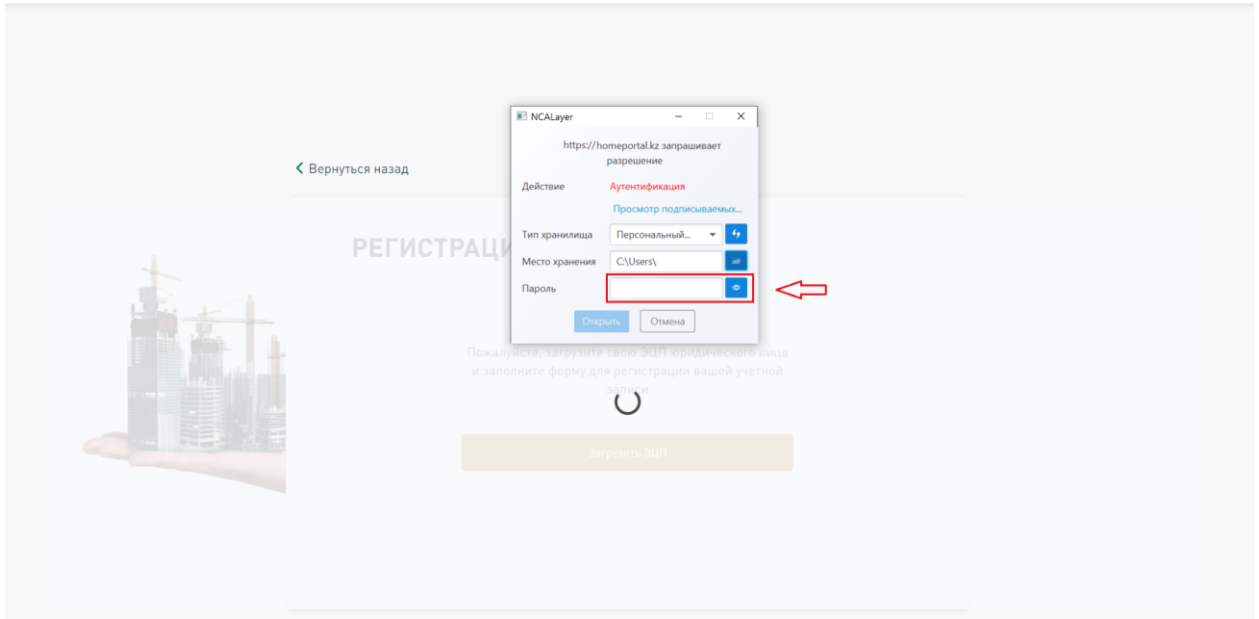 NCALayer
https://homeportal.kz запрашивает
разрешение
Вернуться назад
Действие Аутентификация
Просмотр подписываемых...
Тип хранилища Персональный...
РЕГИСТРАЦИ
Место хранения C:\Users\
Пароль
Открыть Отмена
Пожалуйста, загрузите свою ЭЦП юридического лица
и заполните форму для регистрации вашей учетной
записи
Загрузить ЭЦП